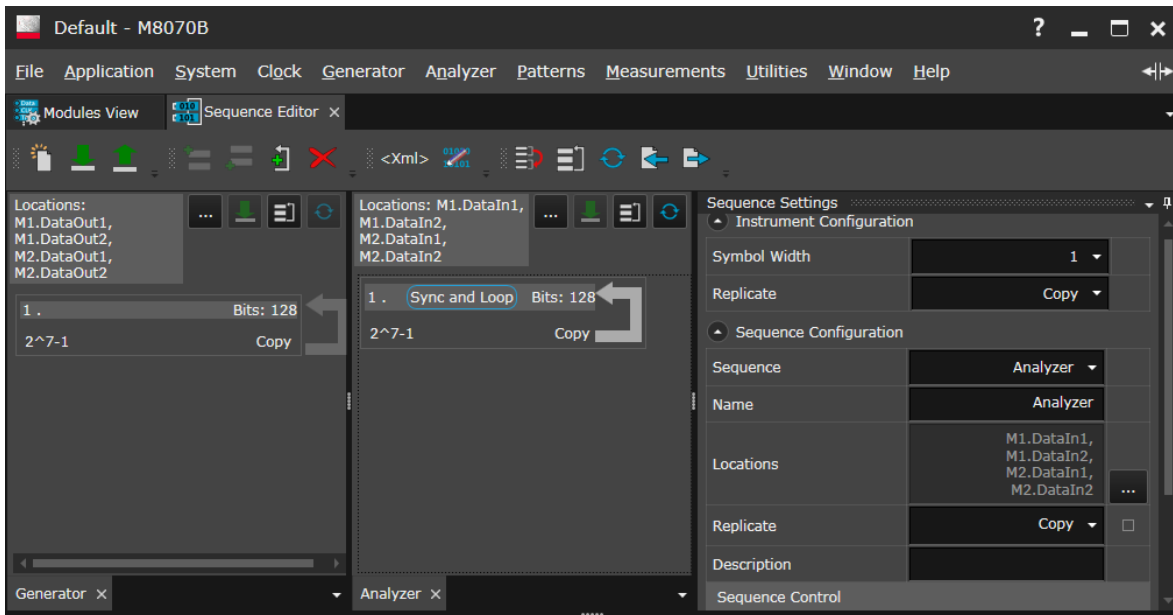 Default - M8070B
?
File Application System Clock Generator Analyzer Patterns Measurements Utilities Window Help
Modules View
Sequence Editor ×
<Xml>
Locations:
M1.DataOut1,
M1.DataOut2,
M2.DataOut1,
M2.DataOut2
...
1 . Bits: 128
2^7-1 Copy
Generator ×
Locations: M1.DataIn1,
M1.DataIn2,
M2.DataIn1,
M2.DataIn2
...
1 . Sync and Loop Bits: 128
2^7-1 Copy
Analyzer ×
Sequence Settings
Instrument Configuration
Symbol Width 1
Replicate Copy
Sequence Configuration
Sequence Analyzer
Name Analyzer
Locations
M1.DataIn1,
M1.DataIn2,
M2.DataIn1,
M2.DataIn2
...
Replicate Copy
Description
Sequence Control